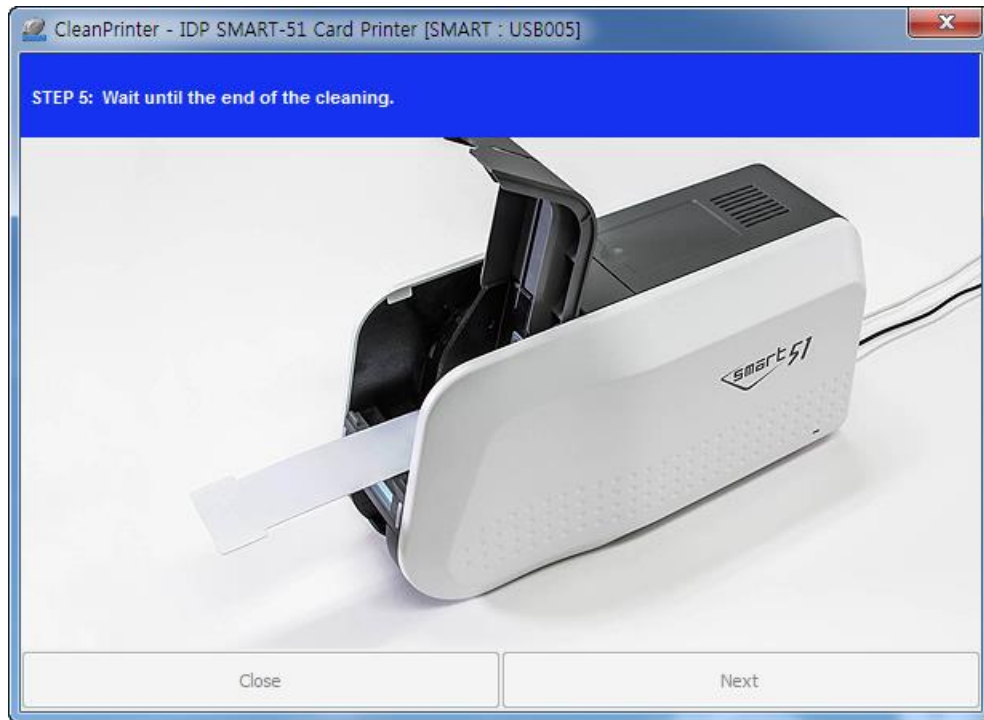 CleanPrinter - IDP SMART-51 Card Printer [SMART : USB005]
STEP 5: Wait until the end of the cleaning.
smart 51
Close
Next